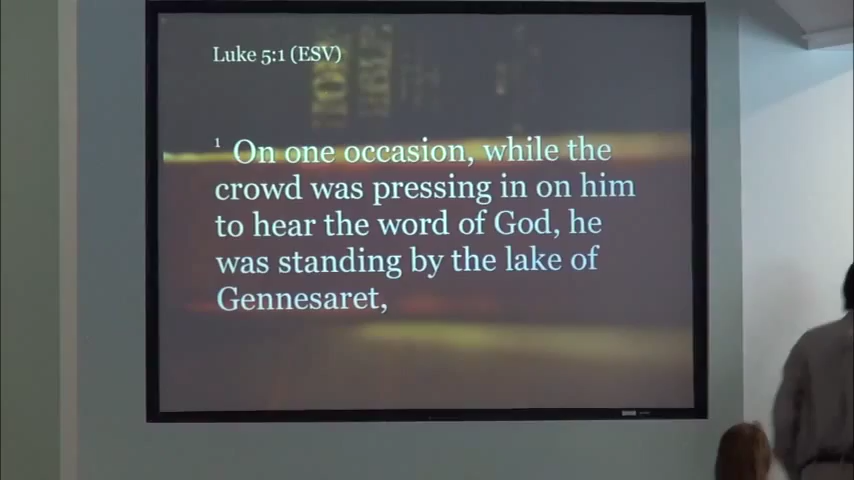 Luke 5:1 (ESV)
1 On one occasion, while the
crowd was pressing in on him
to hear the word of God, he
was standing by the lake of
Gennesaret,